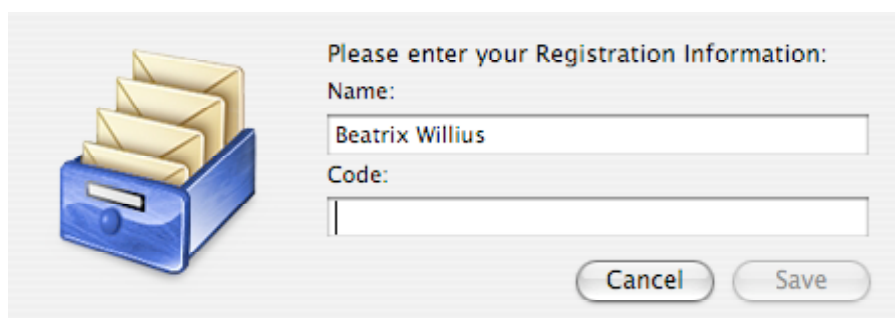 Please enter your Registration Information:
Name:
Beatrix Willius
Code:
Cancel Save